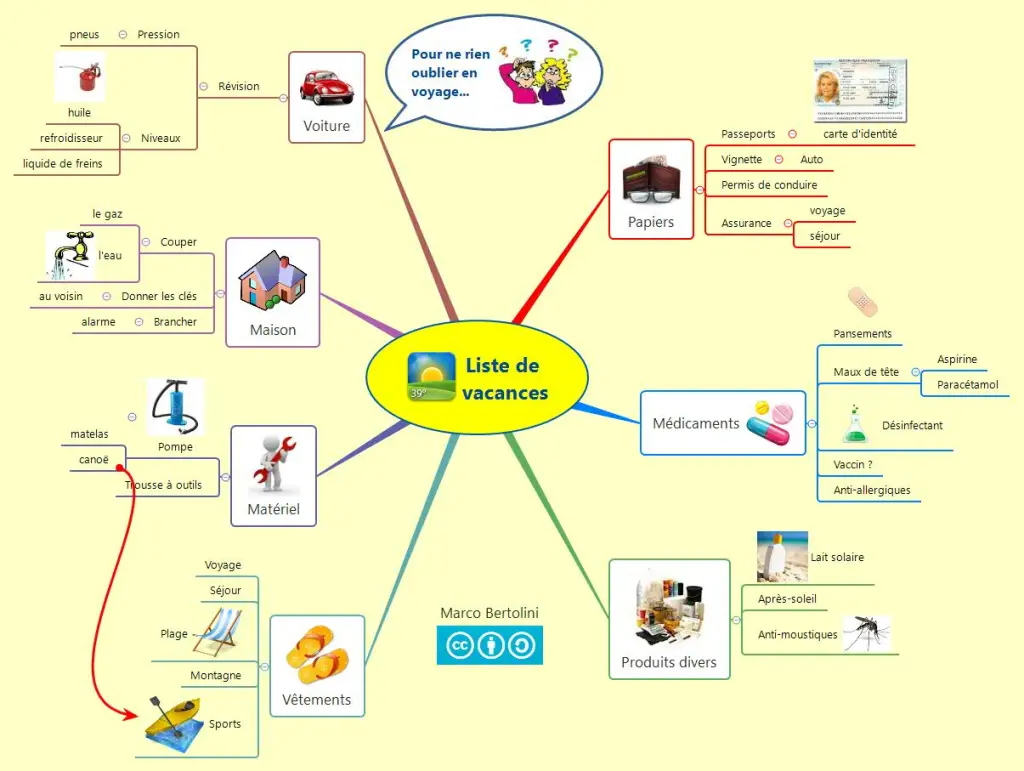 Pour ne rien
oublier en
voyage...
Liste de
vacances
39°
Voiture
Révision
Pression
pneus
Niveaux
huile
refroidisseur
liquide de freins
Papiers
Passeports
carte d'identité
Vignette
Auto
Permis de conduire
Assurance
voyage
séjour
Maison
Couper
le gaz
l'eau
Donner les clés
au voisin
Brancher
alarme
Médicaments
Pansements
Maux de tête
Aspirine
Paracétamol
Désinfectant
Vaccin ?
Anti-allergiques
Matériel
Pompe
matelas
canoë
Trousse à outils
Produits divers
Lait solaire
Après-soleil
Anti-moustiques
Vêtements
Voyage
Séjour
Plage
Montagne
Sports
Marco Bertolini
cc